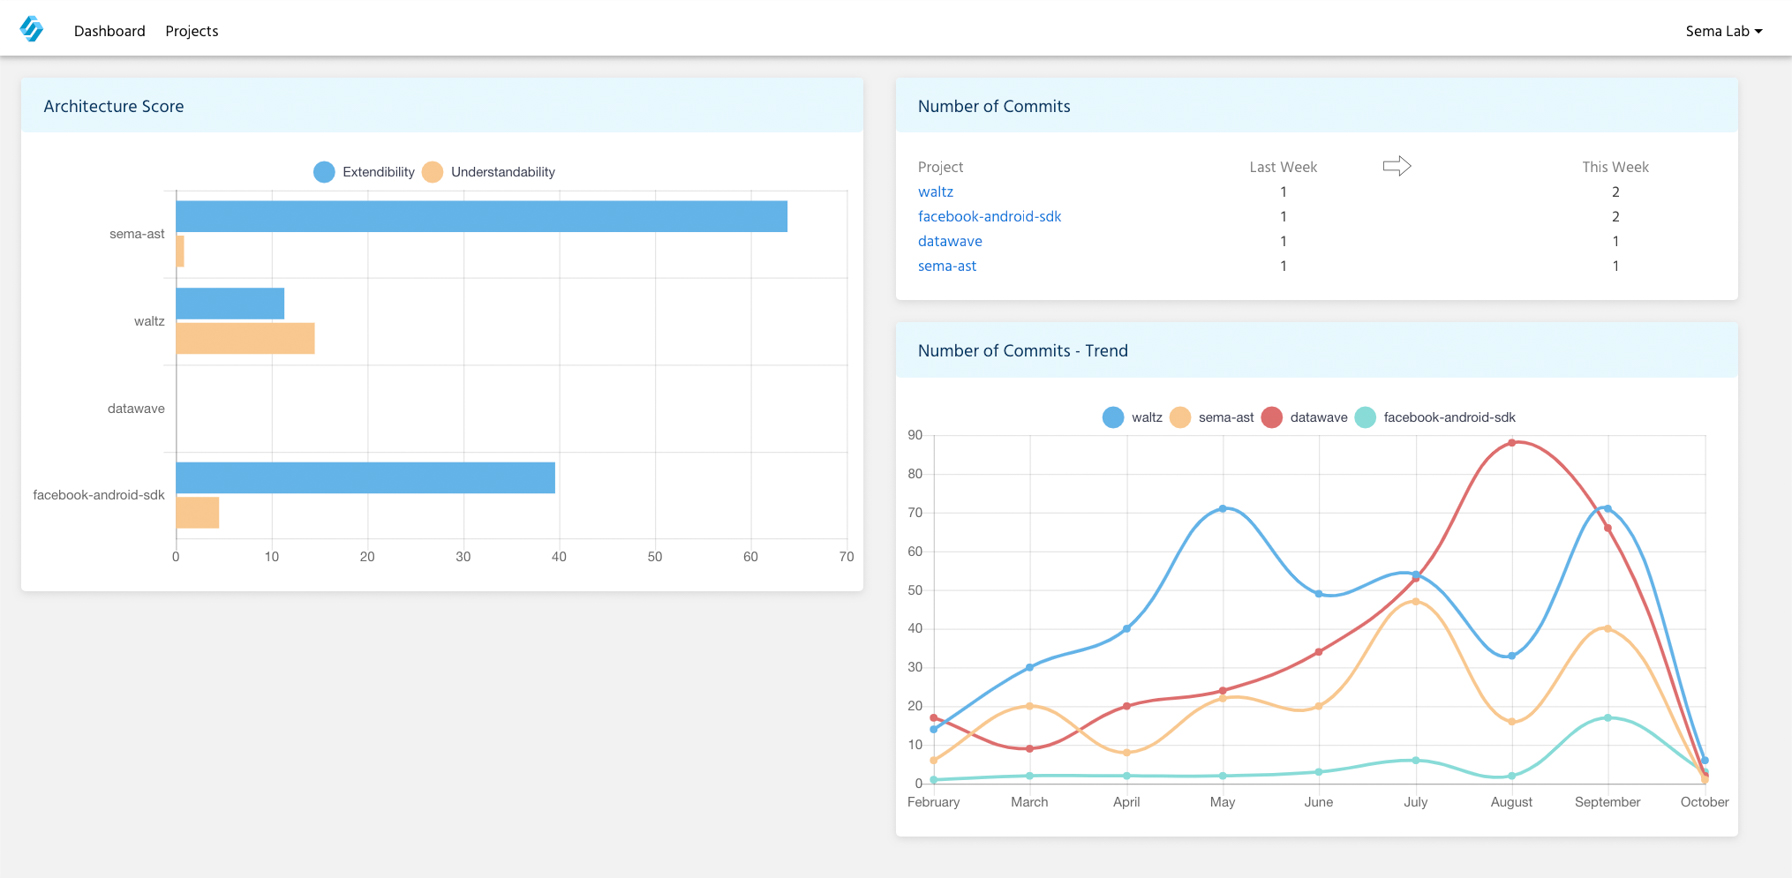 Dashboard Projects Sema Lab
Architecture Score
Extendibility Understandability
sema-ast
waltz
datawave
facebook-android-sdk
0 10 20 30 40 50 60 70
Number of Commits
Project Last Week This Week
waltz 1 2
facebook-android-sdk 1 2
datawave 1 1
sema-ast 1 1
Number of Commits - Trend
waltz sema-ast datawave facebook-android-sdk
90
80
70
60
50
40
30
20
10
0
February March April May June July August September October